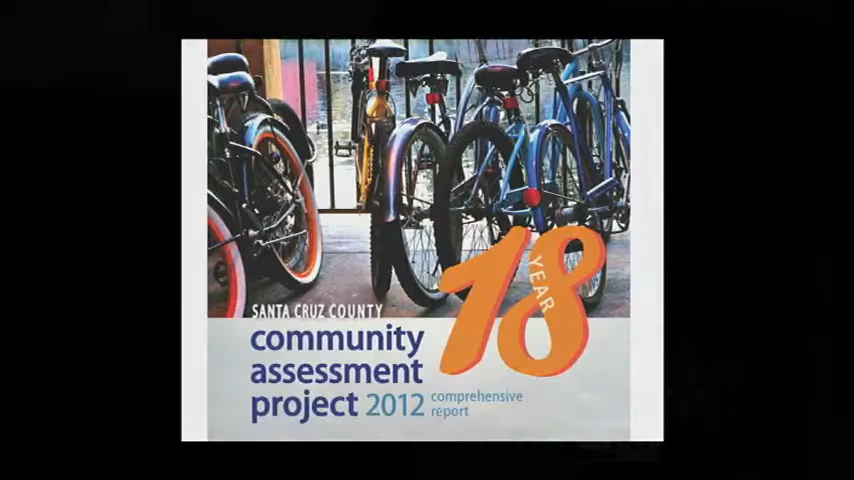 SANTA CRUZ COUNTY
community
assessment
project 2012
comprehensive
report
18
YEAR